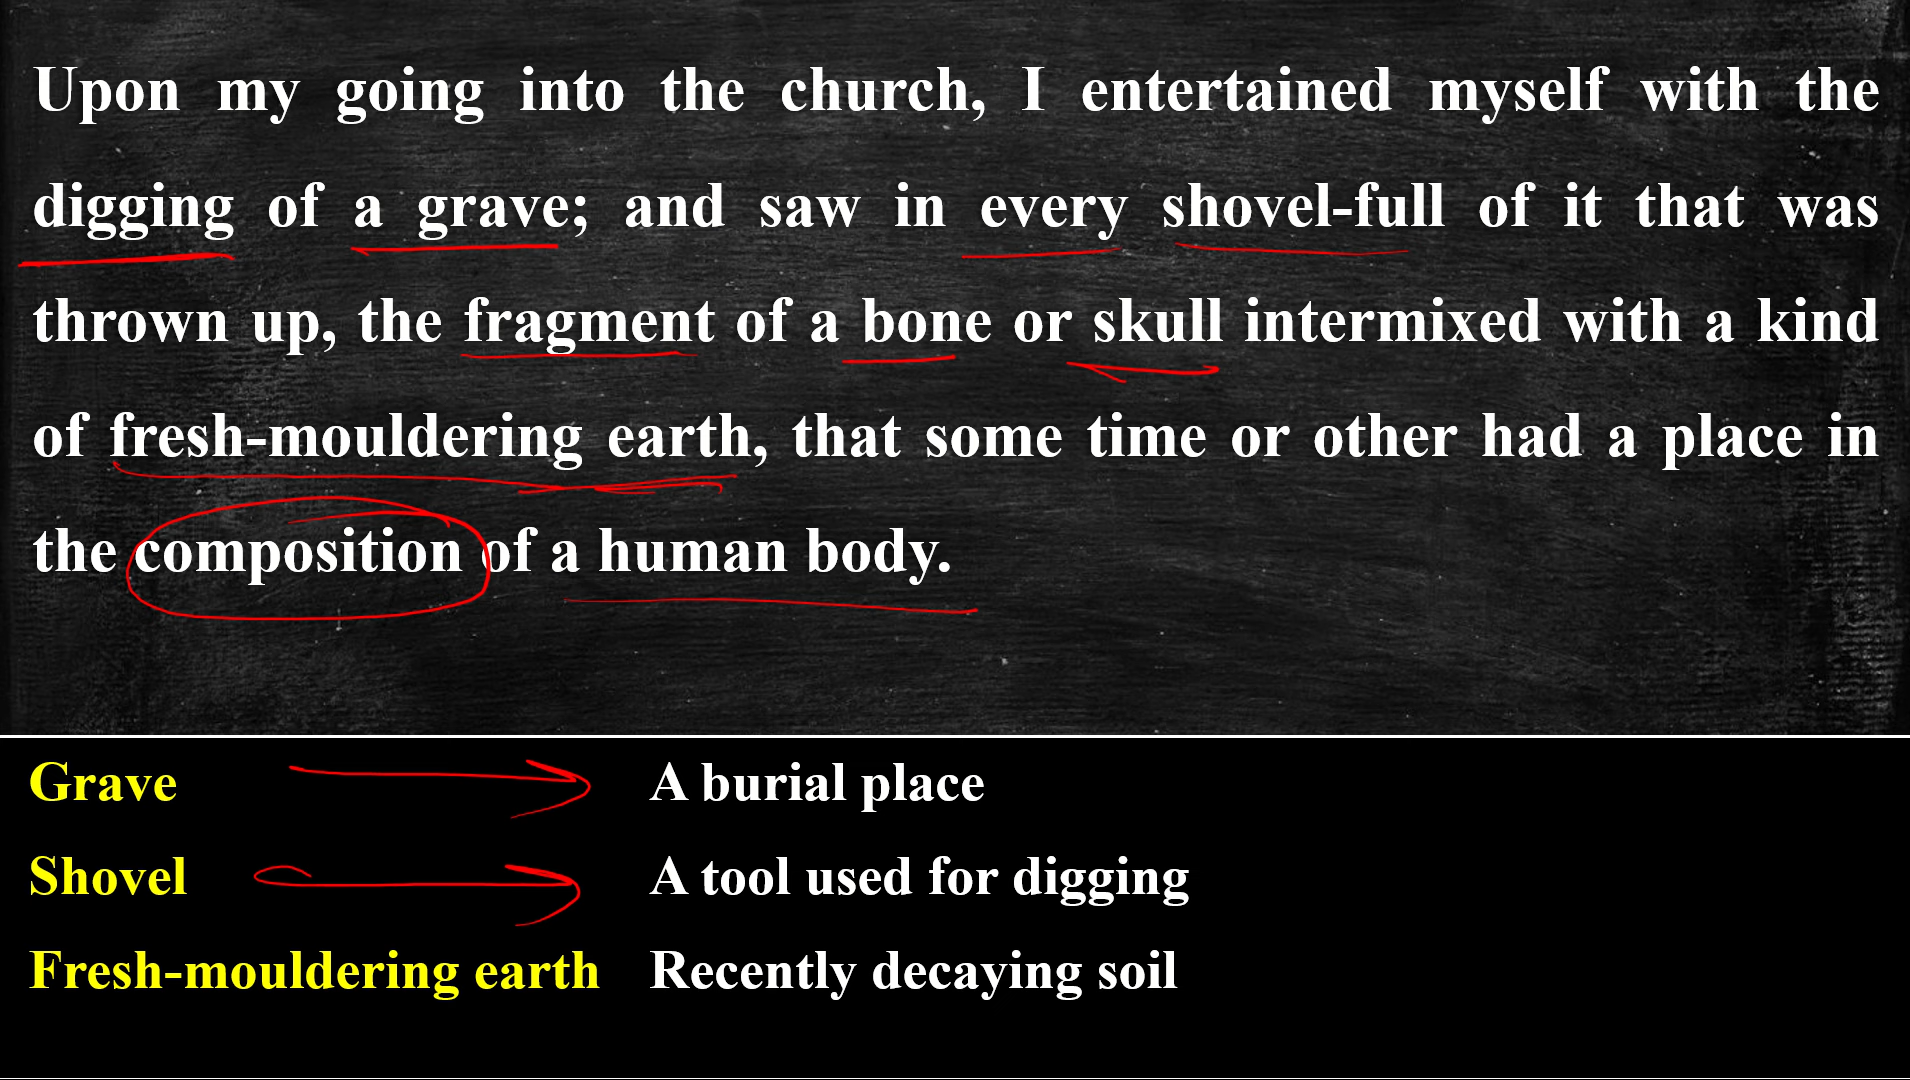 Upon my going into the church, I entertained myself with the
digging of a grave; and saw in every shovel-full of it that was
thrown up, the fragment of a bone or skull intermixed with a kind
of fresh-mouldering earth, that some time or other had a place in
the composition of a human body.
Grave A burial place
Shovel A tool used for digging
Fresh-mouldering earth Recently decaying soil